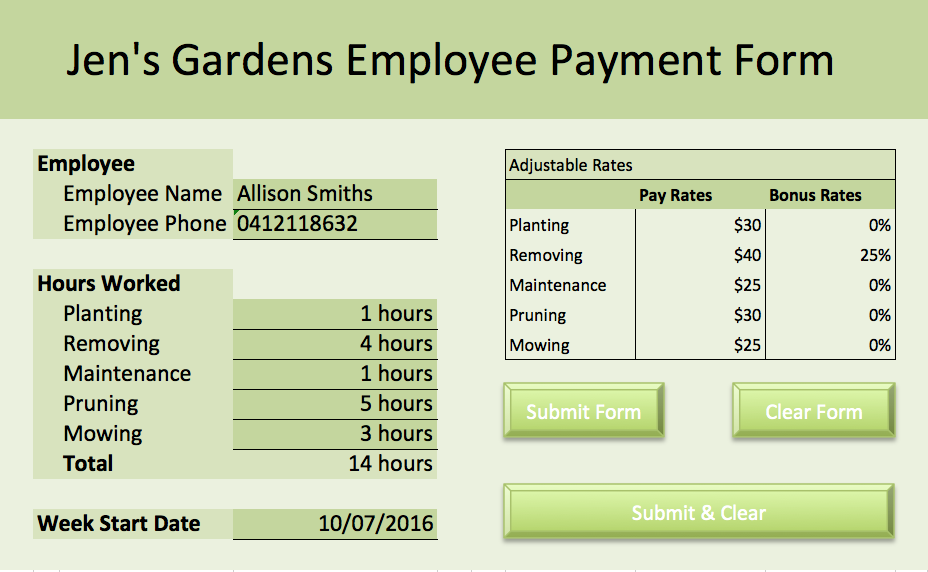 Jen's Gardens Employee Payment Form
Employee
Employee Name Allison Smiths
Employee Phone 0412118632
Hours Worked
Planting 1 hours
Removing 4 hours
Maintenance 1 hours
Pruning 5 hours
Mowing 3 hours
Total 14 hours
Week Start Date 10/07/2016
Adjustable Rates
Pay Rates Bonus Rates
Planting $30 0%
Removing $40 25%
Maintenance $25 0%
Pruning $30 0%
Mowing $25 0%
Submit Form Clear Form
Submit & Clear